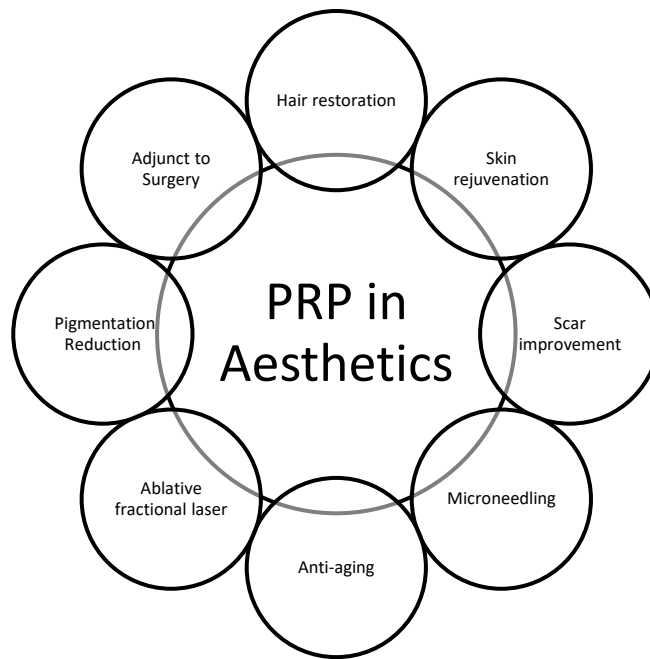 Hair restoration
Skin
rejuvenation
Scar
improvement
Microneedling
Anti-aging
Ablative
fractional laser
Pigmentation
Reduction
Adjunct to
Surgery
PRP in
Aesthetics